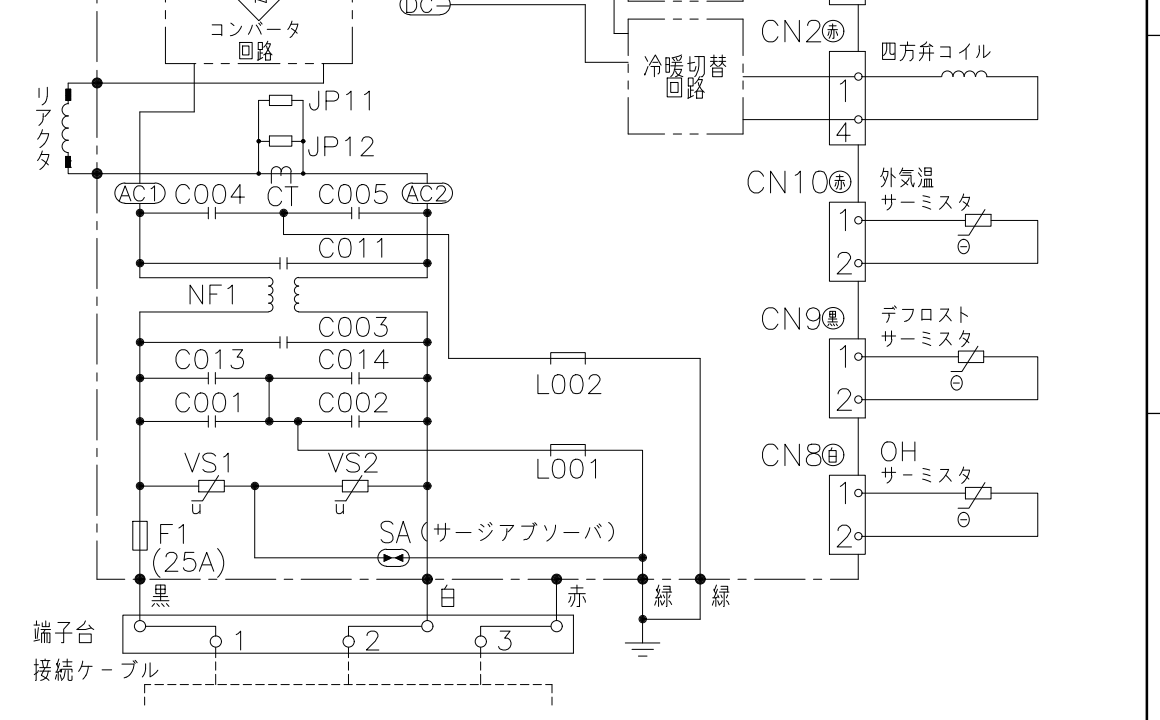 DC−
コンバータ
回路
CN2赤
四方弁コイル
冷暖切替
回路
1
4
リアクタ
JP11
JP12
CT
AC1
C004
C005
AC2
CN10赤
外気温
サーミスタ
1
2
C011
NF1
C003
C013
C014
C001
C002
L002
CN9黒
デフロスト
サーミスタ
1
2
VS1
VS2
u
u
L001
CN8白
OH
サーミスタ
1
2
F1
(25A)
SA(サージアブソーバ)
黒
白
赤
緑
緑
端子台
1
2
3
接続ケーブル